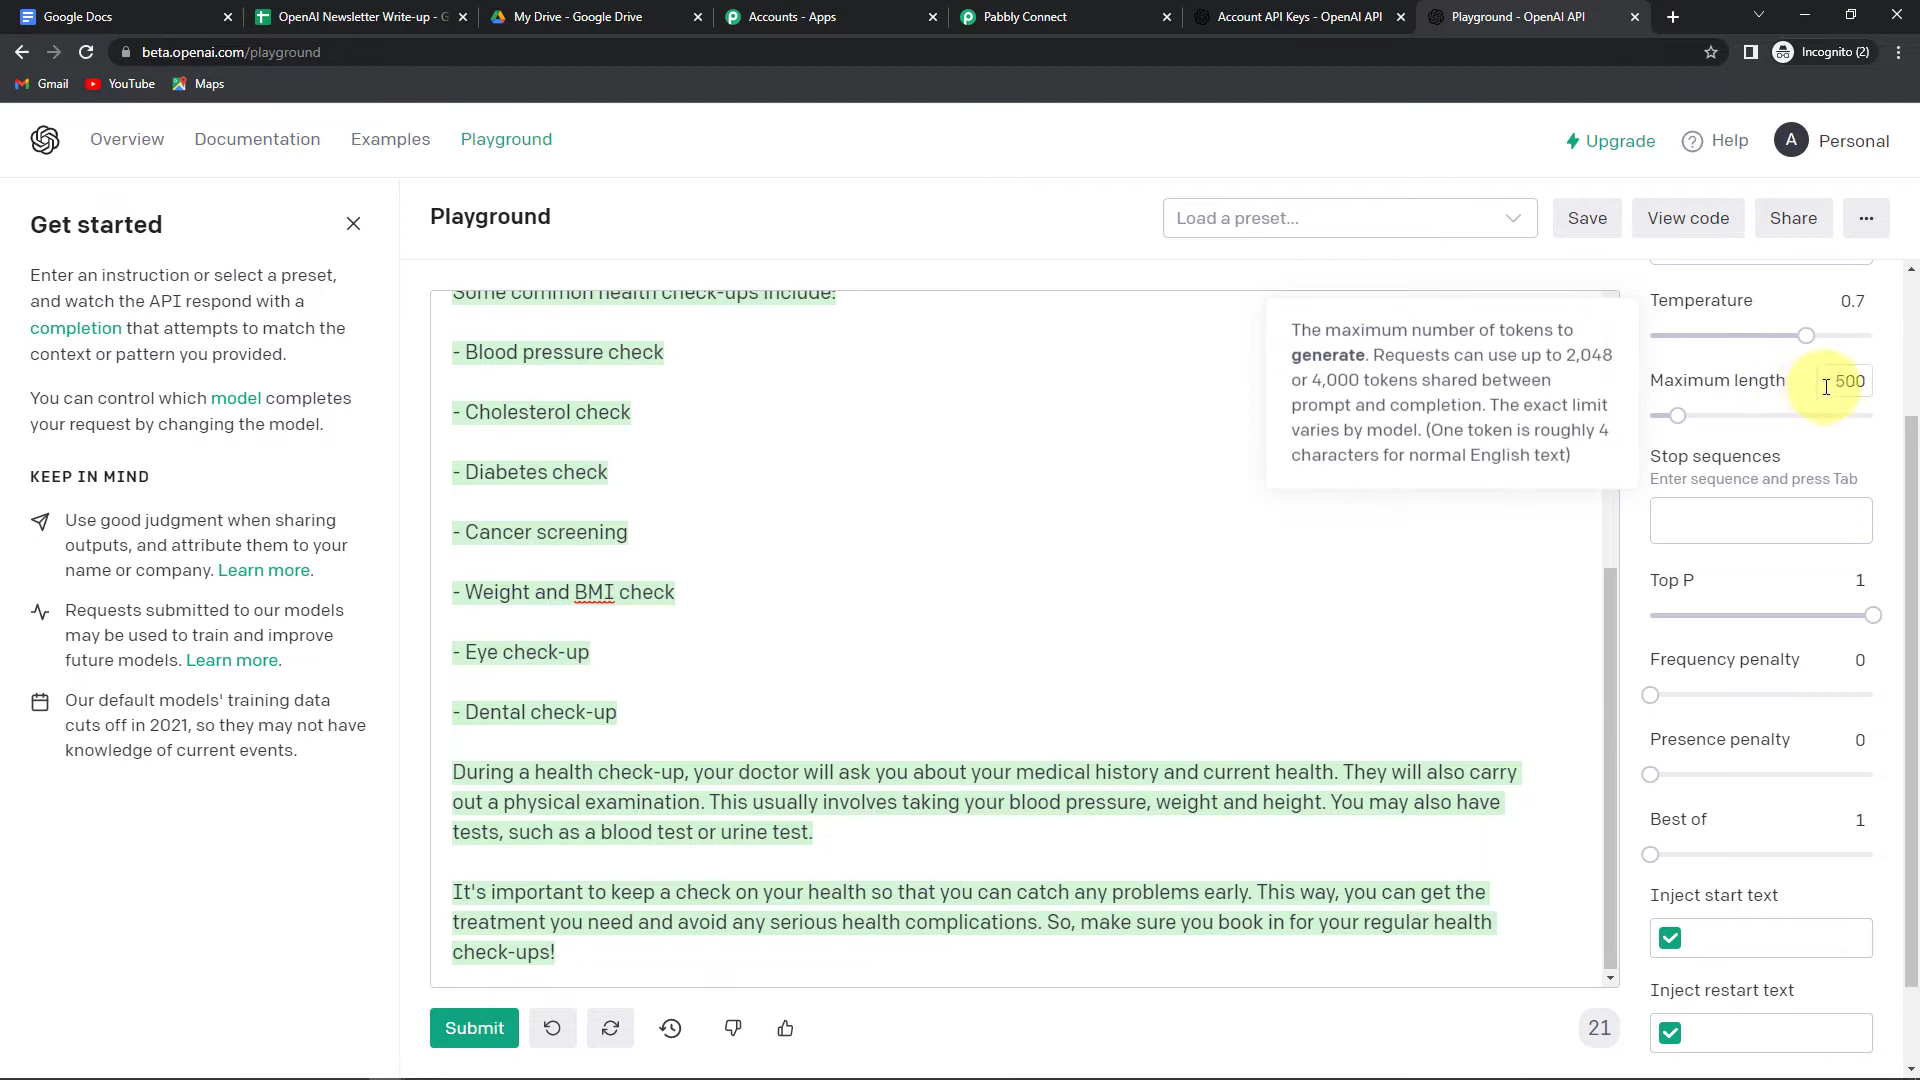 Google Docs
OpenAI Newsletter Write-up - G
My Drive - Google Drive
Accounts - Apps
Pabbly Connect
Account API Keys - OpenAI API
Playground - OpenAI API
beta.openai.com/playground
Incognito (2)
Gmail
YouTube
Maps
Overview
Documentation
Examples
Playground
Upgrade
Help
A
Personal
Get started
Enter an instruction or select a preset,
and watch the API respond with a
completion that attempts to match the
context or pattern you provided.
You can control which model completes
your request by changing the model.
KEEP IN MIND
Use good judgment when sharing
outputs, and attribute them to your
name or company. Learn more.
Requests submitted to our models
may be used to train and improve
future models. Learn more.
Our default models' training data
cuts off in 2021, so they may not have
knowledge of current events.
Playground
Load a preset...
Save
View code
Share
Some common health check-ups include:
- Blood pressure check
- Cholesterol check
- Diabetes check
- Cancer screening
- Weight and BMI check
- Eye check-up
- Dental check-up
During a health check-up, your doctor will ask you about your medical history and current health. They will also carry
out a physical examination. This usually involves taking your blood pressure, weight and height. You may also have
tests, such as a blood test or urine test.
It's important to keep a check on your health so that you can catch any problems early. This way, you can get the
treatment you need and avoid any serious health complications. So, make sure you book in for your regular health
check-ups!
The maximum number of tokens to
generate. Requests can use up to 2,048
or 4,000 tokens shared between
prompt and completion. The exact limit
varies by model. (One token is roughly 4
characters for normal English text)
Temperature 0.7
Maximum length 500
Stop sequences
Enter sequence and press Tab
Top P 1
Frequency penalty 0
Presence penalty 0
Best of 1
Inject start text
Inject restart text
Submit
21